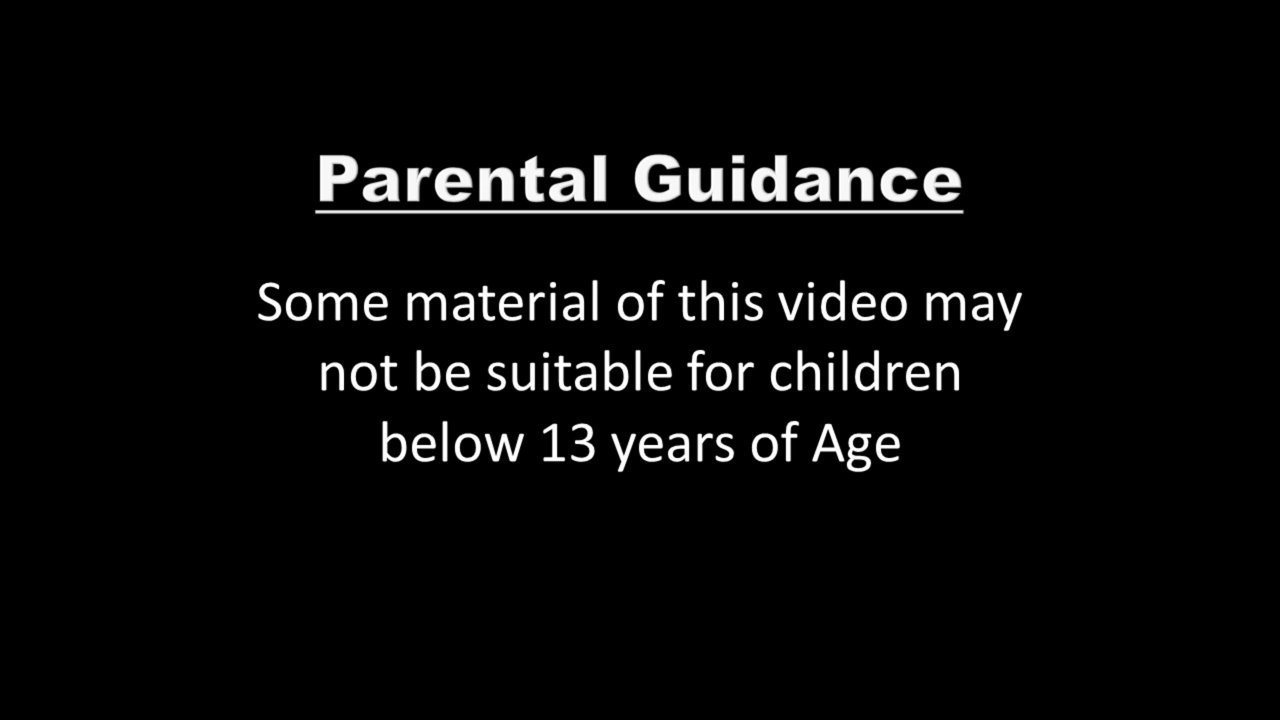 Parental Guidance
Some material of this video may
not be suitable for children
below 13 years of Age